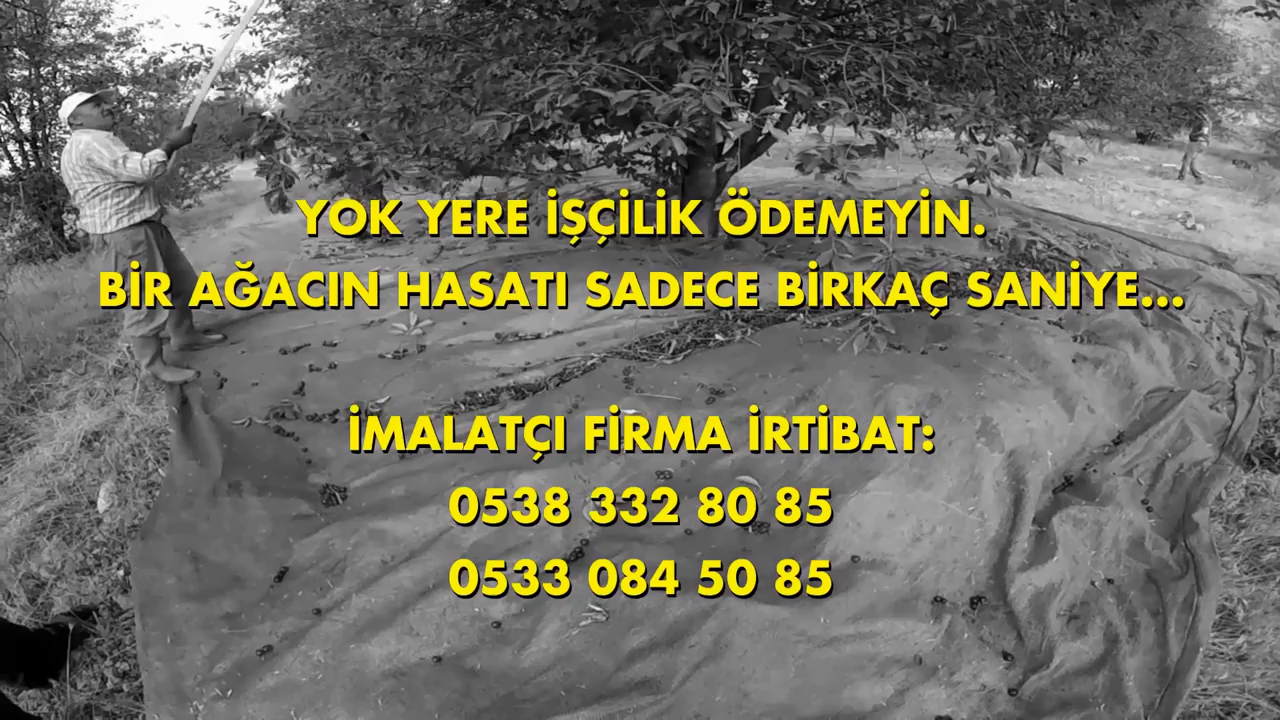 YOK YERE İŞÇİLİK ÖDEMEYİN.
BİR AĞACIN HASATI SADECE BİRKAÇ SANİYE...
İMALATÇI FİRMA İRTİBAT:
0538 332 80 85
0533 084 50 85